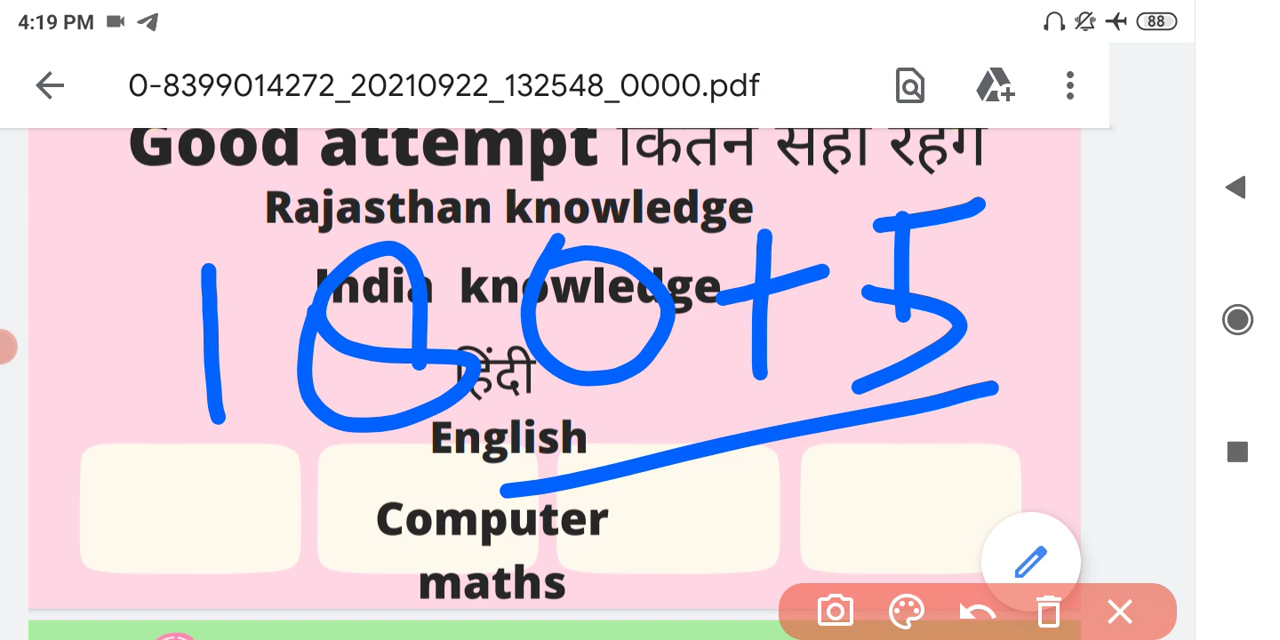 4:19 PM 88
0-8399014272_20210922_132548_0000.pdf
Good attempt कितने सही रहेंगे
Rajasthan knowledge
India knowledge
180+5
हिंदी
English
Computer
maths